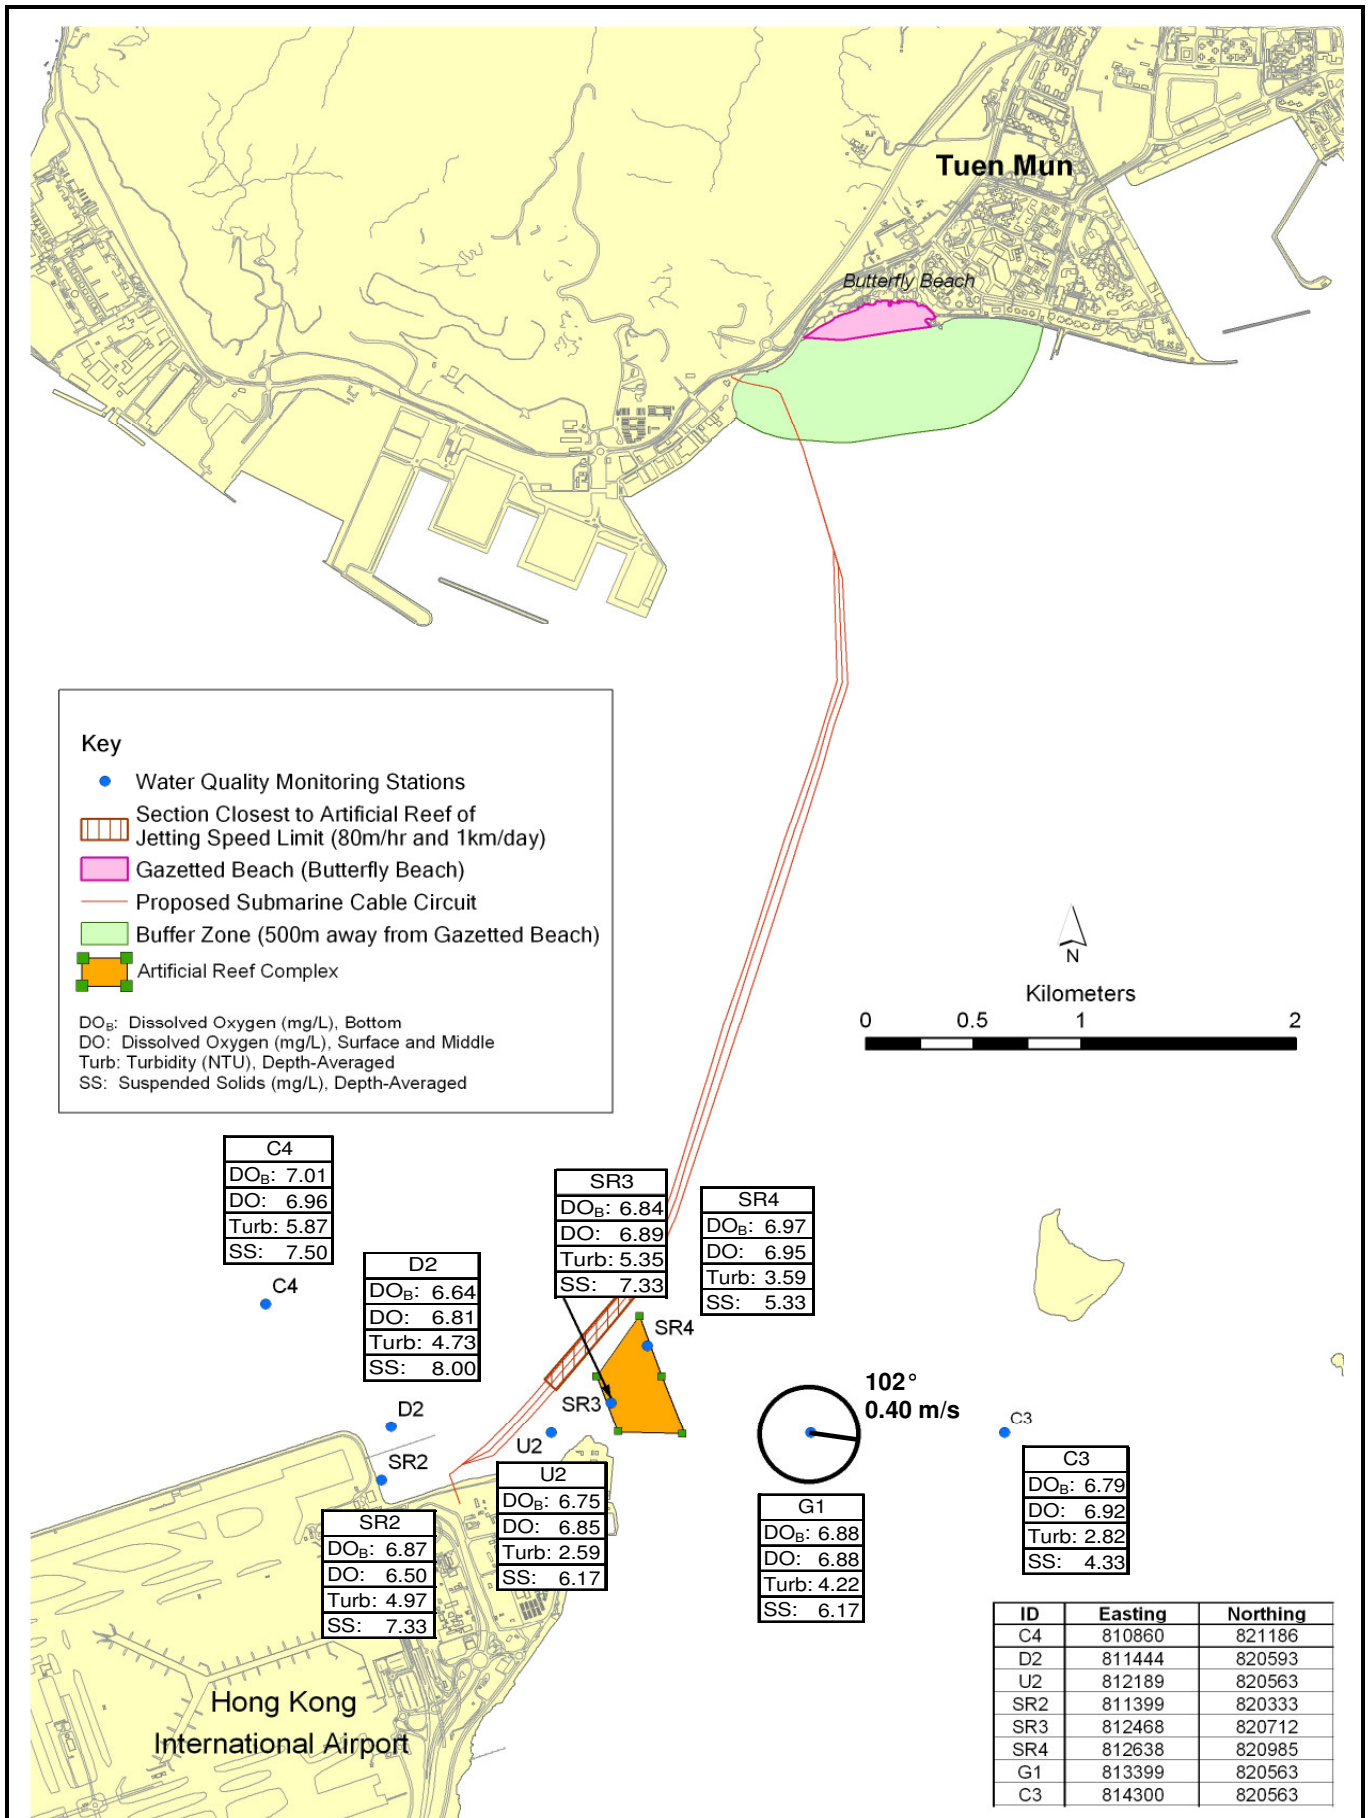 Tuen Mun
Butterfly Beach
Key
Water Quality Monitoring Stations
Section Closest to Artificial Reef of
Jetting Speed Limit (80m/hr and 1km/day)
Gazetted Beach (Butterfly Beach)
Proposed Submarine Cable Circuit
Buffer Zone (500m away from Gazetted Beach)
Artificial Reef Complex
DOB: Dissolved Oxygen (mg/L), Bottom
DO: Dissolved Oxygen (mg/L), Surface and Middle
Turb: Turbidity (NTU), Depth-Averaged
SS: Suspended Solids (mg/L), Depth-Averaged
N
Kilometers
0 0.5 1 2
C4
DOB: 7.01
DO: 6.96
Turb: 5.87
SS: 7.50
C4
D2
DOB: 6.64
DO: 6.81
Turb: 4.73
SS: 8.00
D2
SR3
DOB: 6.84
DO: 6.89
Turb: 5.35
SS: 7.33
SR3
SR4
DOB: 6.97
DO: 6.95
Turb: 3.59
SS: 5.33
SR4
102°
0.40 m/s
C3
U2
SR2
SR2
DOB: 6.87
DO: 6.50
Turb: 4.97
SS: 7.33
U2
DOB: 6.75
DO: 6.85
Turb: 2.59
SS: 6.17
G1
DOB: 6.88
DO: 6.88
Turb: 4.22
SS: 6.17
C3
DOB: 6.79
DO: 6.92
Turb: 2.82
SS: 4.33
Hong Kong
International Airport
ID Easting Northing
C4 810860 821186
D2 811444 820593
U2 812189 820563
SR2 811399 820333
SR3 812468 820712
SR4 812638 820985
G1 813399 820563
C3 814300 820563